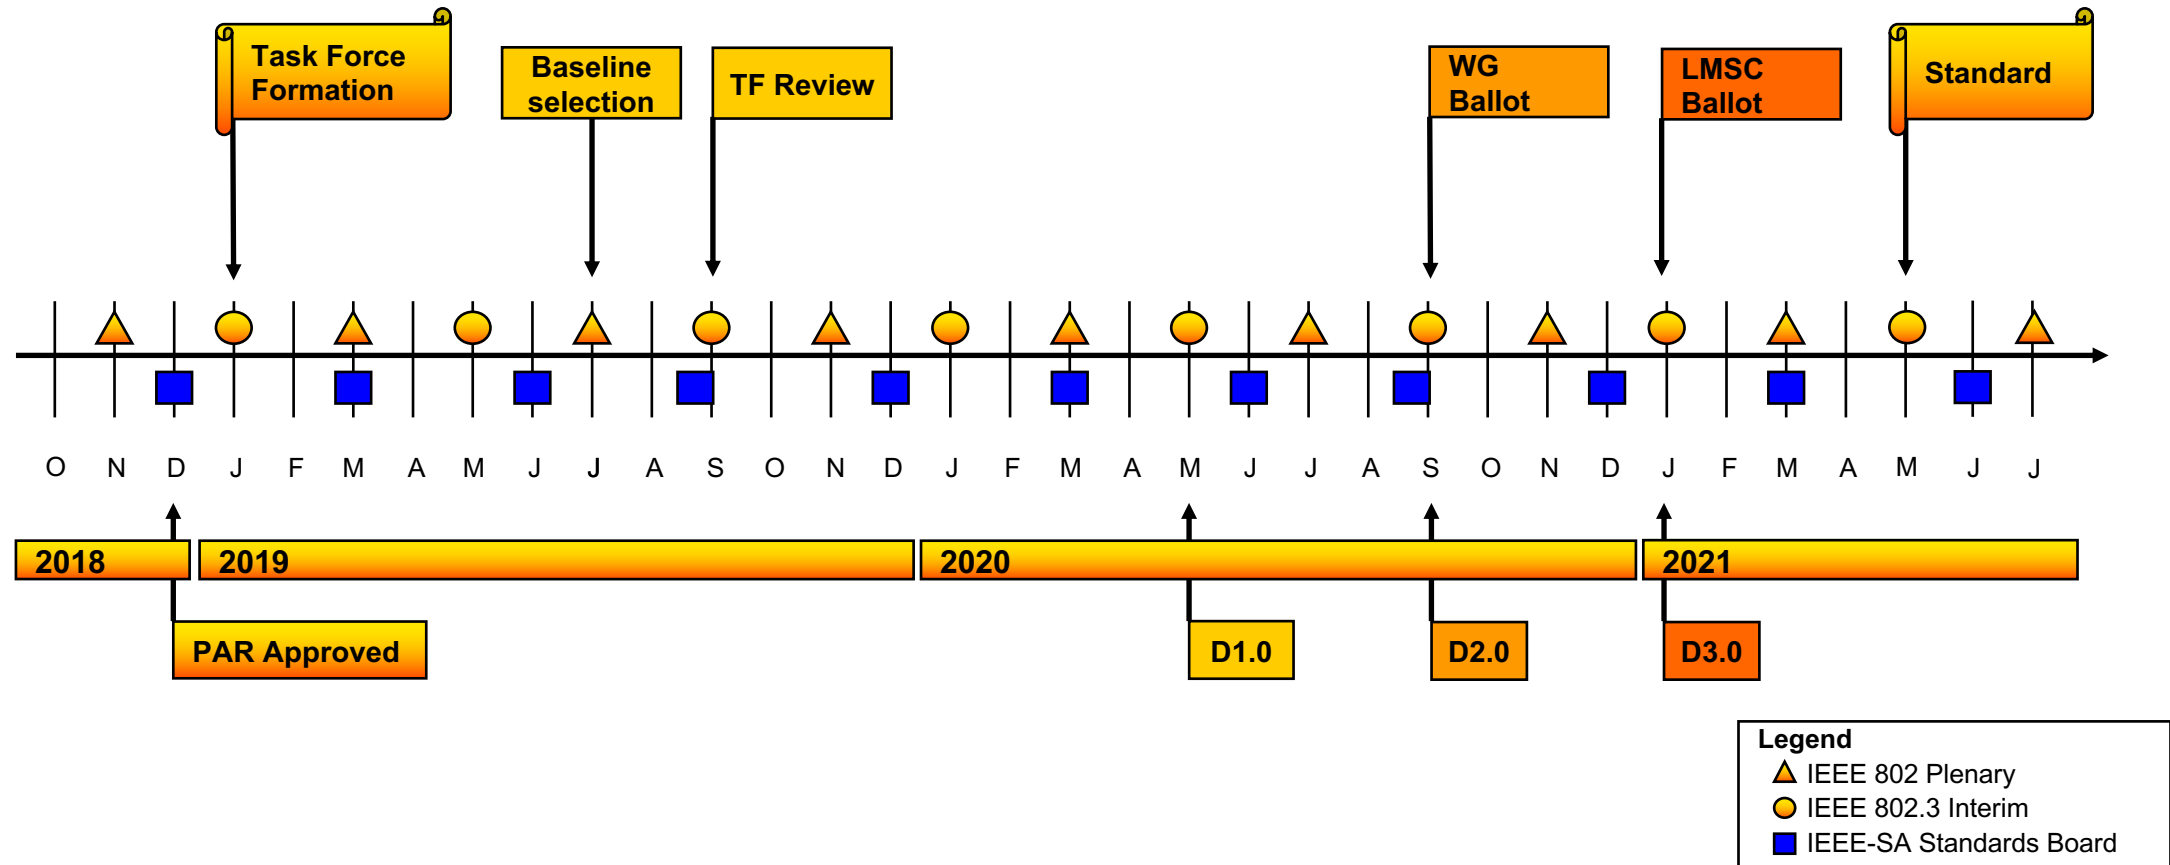 Task Force
Formation
Baseline
selection
TF Review
WG
Ballot
LMSC
Ballot
Standard
O N D J F M A M J J A S O N D J F M A M J J A S O N D J F M A M J J
2018 2019 2020 2021
PAR Approved
D1.0
D2.0
D3.0
Legend
IEEE 802 Plenary
IEEE 802.3 Interim
IEEE-SA Standards Board